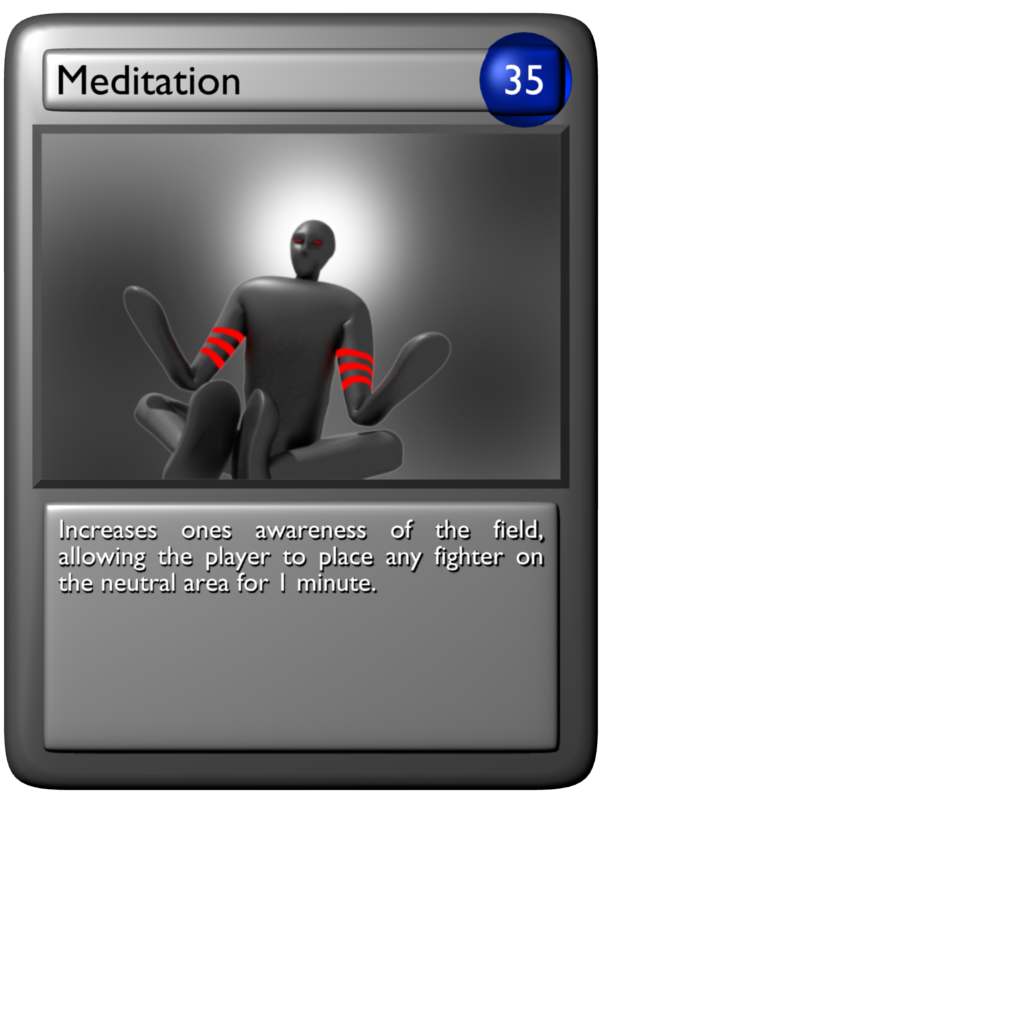 Meditation
35
Increases ones awareness of the field,
allowing the player to place any fighter on
the neutral area for 1 minute.